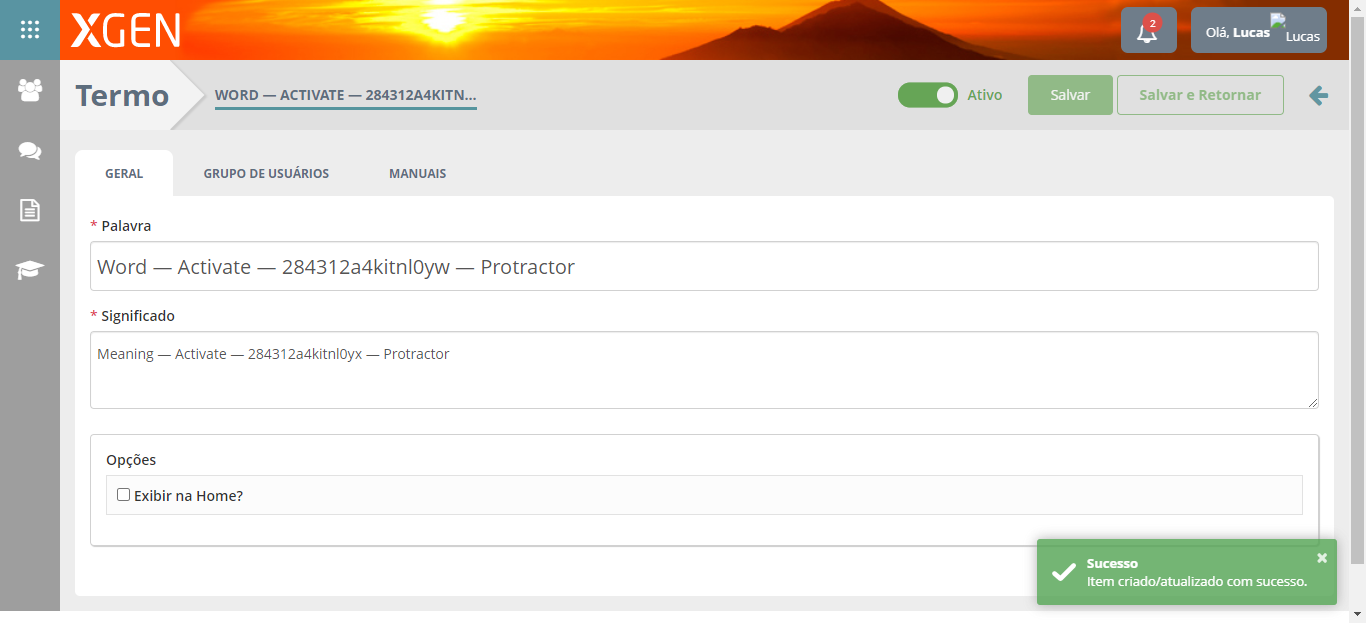 XGEN
2
Olá, Lucas
Lucas
Termo
WORD — ACTIVATE — 284312A4KITN...
Ativo
Salvar
Salvar e Retornar
GERAL
GRUPO DE USUÁRIOS
MANUAIS
* Palavra
Word — Activate — 284312a4kitnl0yw — Protractor
* Significado
Meaning — Activate — 284312a4kitnl0yx — Protractor
Opções
Exibir na Home?
Sucesso
×
Item criado/atualizado com sucesso.